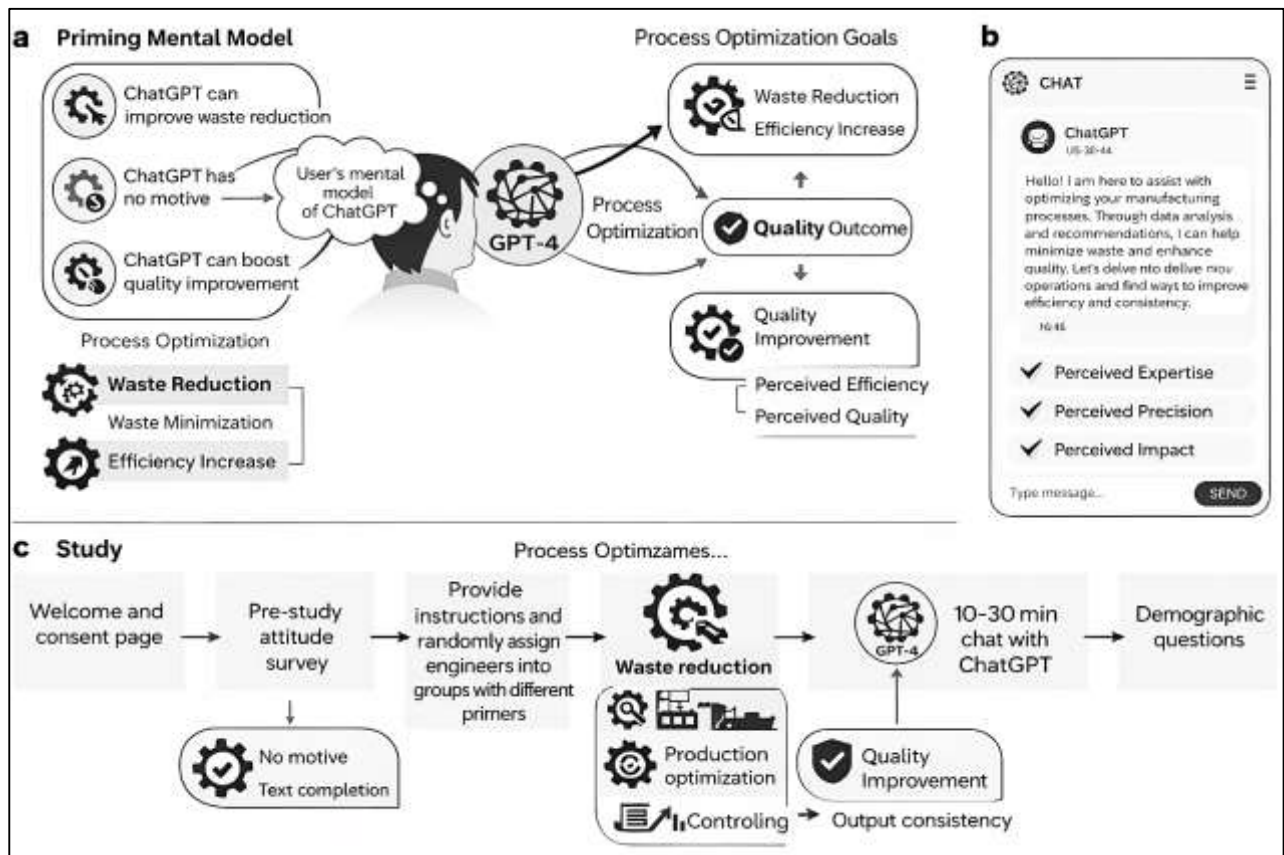 a Priming Mental Model
ChatGPT can
improve waste reduction
ChatGPT has
no motive
ChatGPT can boost
quality improvement
User's mental
model
of ChatGPT
GPT-4
Process
Optimization
Process Optimization Goals
Waste Reduction
Efficiency Increase
Quality Outcome
Quality
Improvement
Perceived Efficiency
Perceived Quality
Process Optimization
Waste Reduction
Waste Minimization
Efficiency Increase
b
CHAT
ChatGPT
Hello! I am here to assist with
optimizing your manufacturing
processes. Through data analysis
and recommendations, I can help
minimize waste and enhance
quality. Let's delve nto delive
operations and find ways to improve
efficiency and consistency.
Perceived Expertise
Perceived Precision
Perceived Impact
Type message...
SEND
c Study
Process Optimzames...
Welcome and
consent page
Pre-study
attitude
survey
No motive
Text completion
Provide
instructions and
randomly assign
engineers into
groups with different
primers
Waste reduction
Production
optimization
Controling
Output consistency
Quality
Improvement
GPT-4
10-30 min
chat with
ChatGPT
Demographic
questions